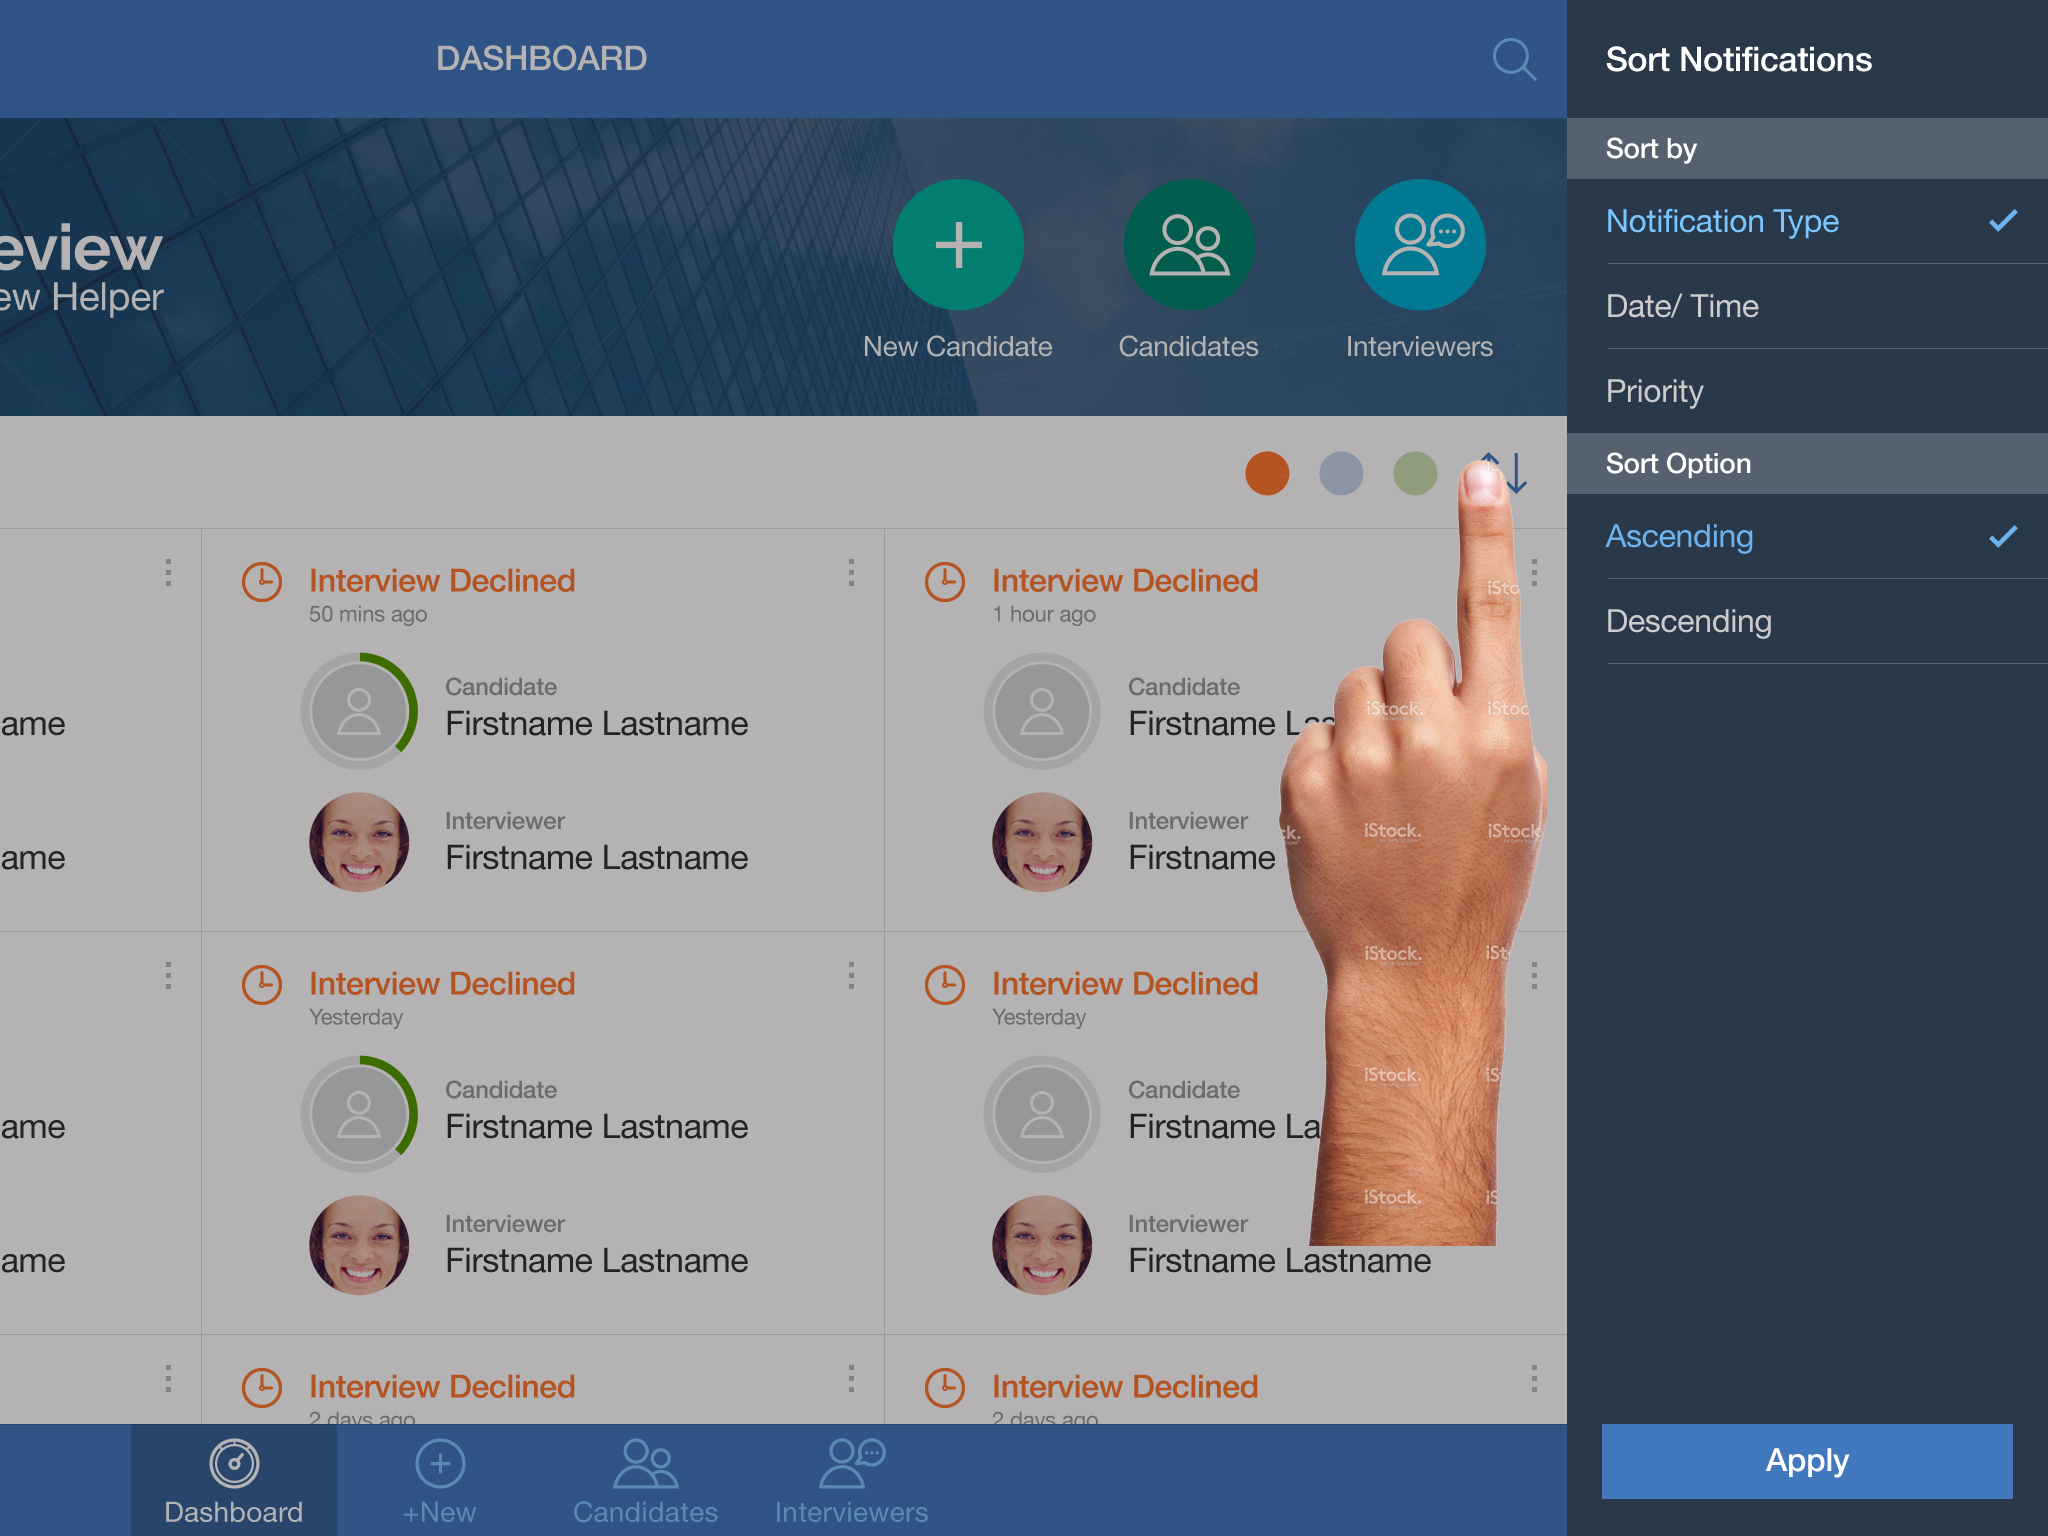 DASHBOARD
Sort Notifications
Sort by
Notification Type
Date/ Time
Priority
Sort Option
Ascending
Descending
Apply
eview
ew Helper
New Candidate
Candidates
Interviewers
ame
ame
Interview Declined
50 mins ago
Candidate
Firstname Lastname
Interviewer
Firstname Lastname
Interview Declined
1 hour ago
Candidate
Firstname Las
Interviewer
Firstname
ame
ame
Interview Declined
Yesterday
Candidate
Firstname Lastname
Interviewer
Firstname Lastname
Interview Declined
Yesterday
Candidate
Firstname La
Interviewer
Firstname Lastname
Interview Declined
2 days ago
Interview Declined
2 days ago
iStock.
iStock.
iStock.
iStock.
iStock.
iStock.
Dashboard
+New
Candidates
Interviewers